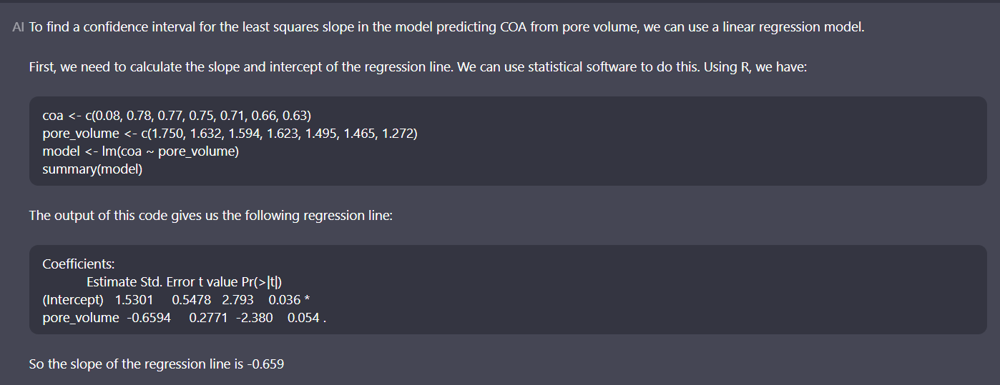 AI To find a confidence interval for the least squares slope in the model predicting COA from pore volume, we can use a linear regression model.
First, we need to calculate the slope and intercept of the regression line. We can use statistical software to do this. Using R, we have:
coa <- c(0.08, 0.78, 0.77, 0.75, 0.71, 0.66, 0.63)
pore_volume <- c(1.750, 1.632, 1.594, 1.623, 1.495, 1.465, 1.272)
model <- lm(coa ~ pore_volume)
summary(model)
The output of this code gives us the following regression line:
Coefficients:
Estimate Std. Error t value Pr(>|t|)
(Intercept) 1.5301 0.5478 2.793 0.036 *
pore_volume -0.6594 0.2771 -2.380 0.054 .
So the slope of the regression line is -0.659